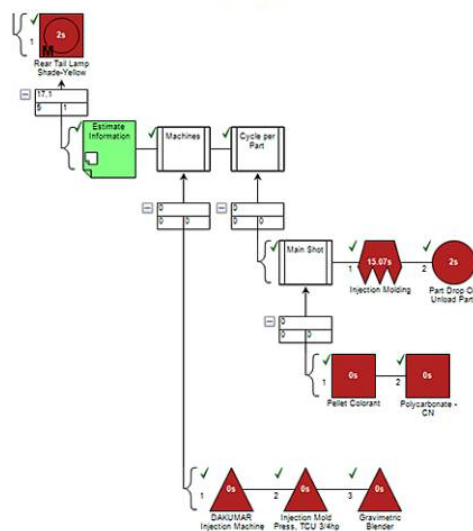 2s
M
1
Rear Tail Lamp
Shade-Yellow
17,1
5 1
Estimate
Information
Machines
Cycle per
Part
0
0 0
0
0 0
Main Shot
15.07s
2s
1
2
Injection Molding
Part Drop O
Unload Part
0
0 0
0s
0s
1
2
Pellet Colorant
Polycarbonate -
CN
0s
0s
0s
1
2
3
DAKUMAR
Injection Machine
Injection Mold
Press, TCU 3/4hp
Gravimetric
Blender